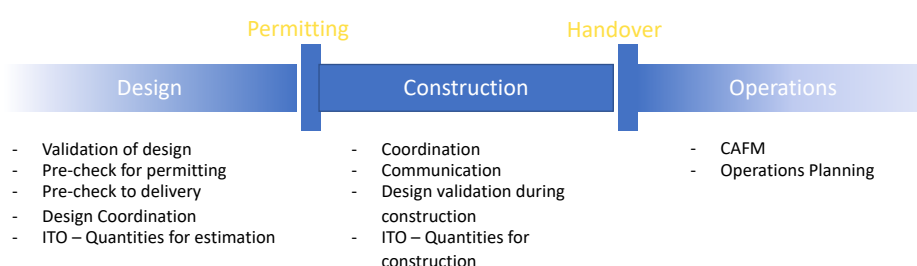 Permitting
Handover
Design
Construction
Operations
- Validation of design
- Pre-check for permitting
- Pre-check to delivery
- Design Coordination
- ITO – Quantities for estimation
- Coordination
- Communication
- Design validation during
construction
- ITO – Quantities for
construction
- CAFM
- Operations Planning